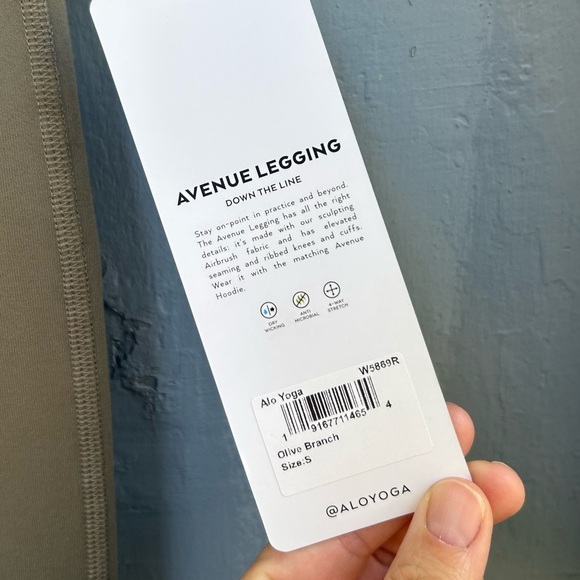 AVENUE LEGGING
DOWN THE LINE
Stay on-point in practice and beyond.
The Avenue Legging has all the right
details: it's made with our sculpting
Airbrush fabric and has elevated
seaming and ribbed knees and cuffs.
Wear it with the matching Avenue
Hoodie.
DRY WICKING
ANTI MICROBIAL
4-WAY STRETCH
Alo Yoga W5869R
1 91677 11465 4
Olive Branch
Size:S
@ALOYOGA